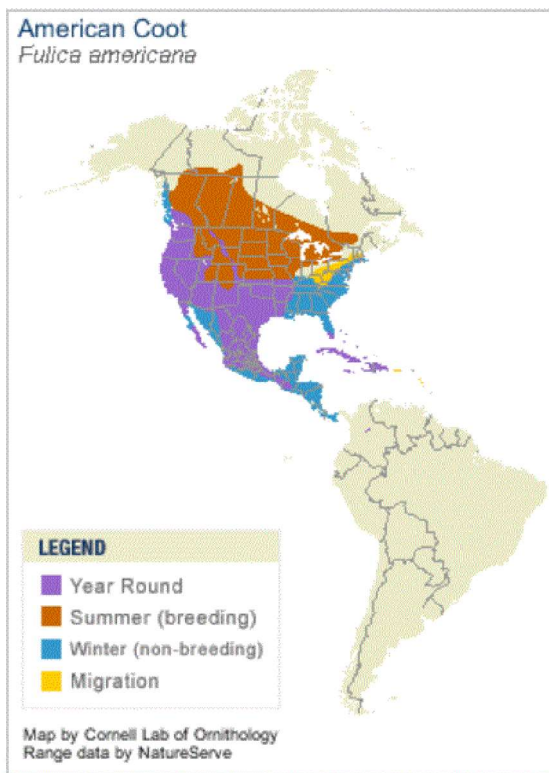 American Coot
Fulica americana
LEGEND
Year Round
Summer (breeding)
Winter (non-breeding)
Migration
Map by Cornell Lab of Ornithology
Range data by NatureServe